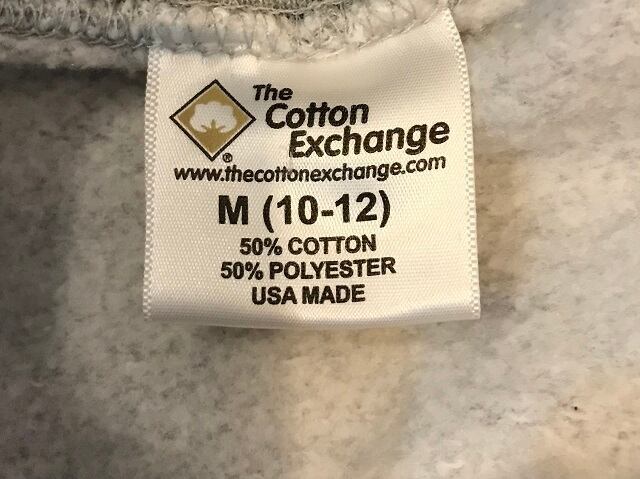 The
Cotton
Exchange
®
www.thecottonexchange.com
M (10-12)
50% COTTON
50% POLYESTER
USA MADE